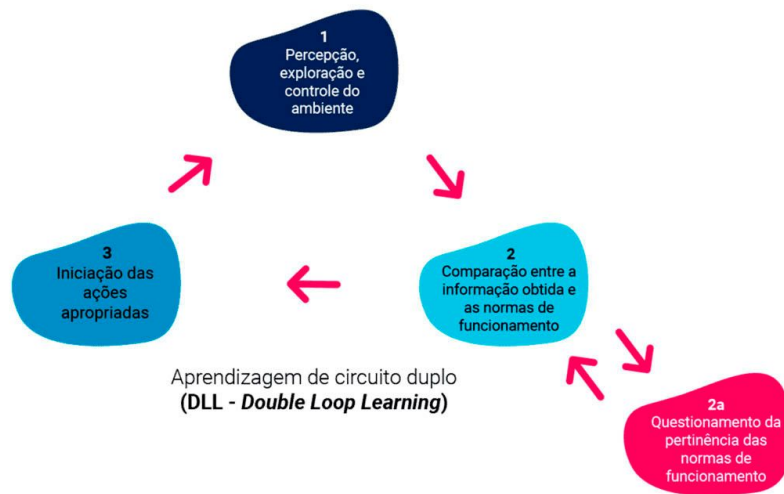 1
Percepção,
exploração e
controle do
ambiente
2
Comparação entre a
informação obtida e
as normas de
funcionamento
2a
Questionamento da
pertinência das
normas de
funcionamento
3
Iniciação das
ações
apropriadas
Aprendizagem de circuito duplo
(DLL - Double Loop Learning)